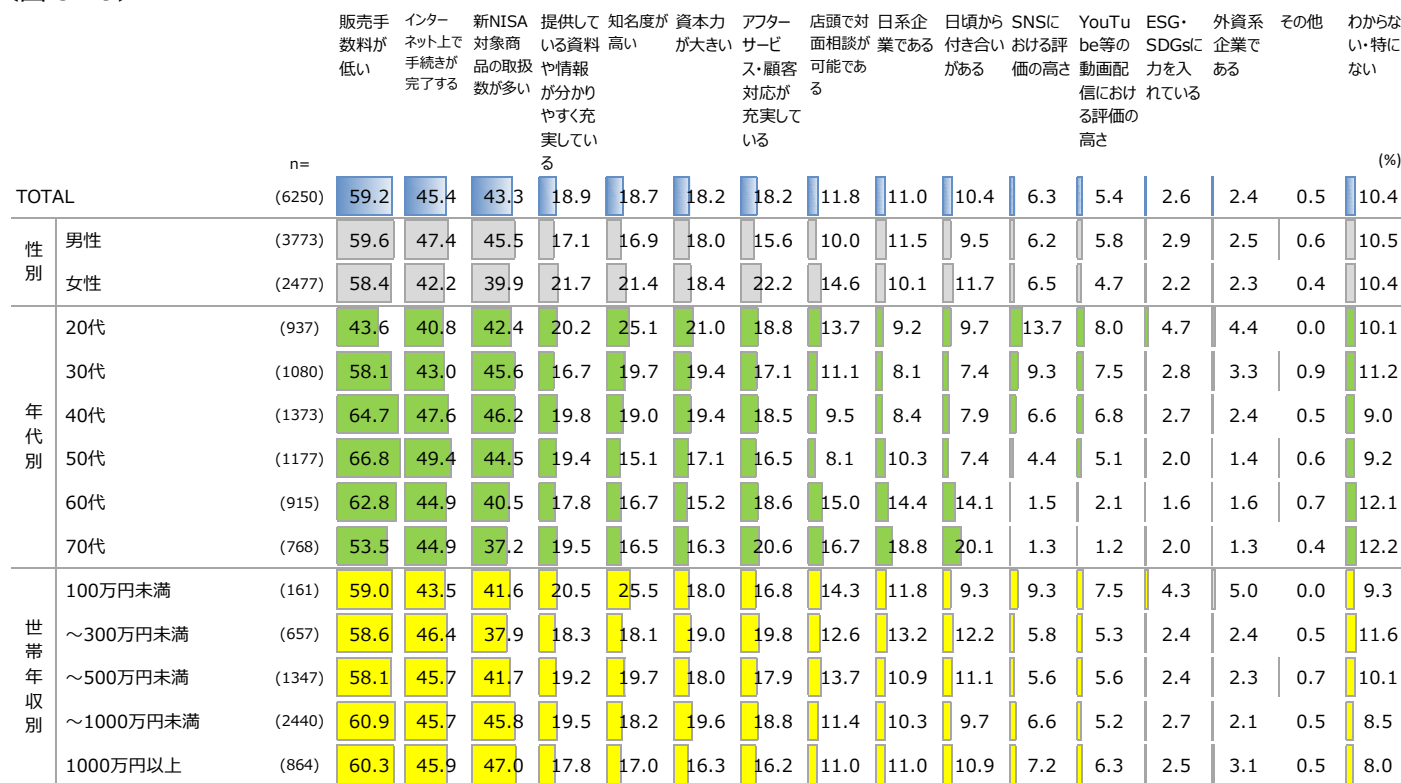 販売手数料が低い
インターネット上で手続きが完了する
新NISA対象商品の取扱数が多い
提供している資料や情報が分かりやすく充実している
知名度が高い
資本力が大きい
アフターサービス・顧客対応が充実している
店頭で対面相談が可能である
日系企業である
日頃から付き合いがある
SNSにおける評価の高さ
YouTube等の動画配信における評価の高さ
ESG・SDGsに力を入れている
外資系企業である
その他
わからない・特にない
n=
(%)
TOTAL (6250) 59.2 45.4 43.3 18.9 18.7 18.2 18.2 11.8 11.0 10.4 6.3 5.4 2.6 2.4 0.5 10.4
性別
男性 (3773) 59.6 47.4 45.5 17.1 16.9 18.0 15.6 10.0 11.5 9.5 6.2 5.8 2.9 2.5 0.6 10.5
女性 (2477) 58.4 42.2 39.9 21.7 21.4 18.4 22.2 14.6 10.1 11.7 6.5 4.7 2.2 2.3 0.4 10.4
年代別
20代 (937) 43.6 40.8 42.4 20.2 25.1 21.0 18.8 13.7 9.2 9.7 13.7 8.0 4.7 4.4 0.0 10.1
30代 (1080) 58.1 43.0 45.6 16.7 19.7 19.4 17.1 11.1 8.1 7.4 9.3 7.5 2.8 3.3 0.9 11.2
40代 (1373) 64.7 47.6 46.2 19.8 19.0 19.4 18.5 9.5 8.4 7.9 6.6 6.8 2.7 2.4 0.5 9.0
50代 (1177) 66.8 49.4 44.5 19.4 15.1 17.1 16.5 8.1 10.3 7.4 4.4 5.1 2.0 1.4 0.6 9.2
60代 (915) 62.8 44.9 40.5 17.8 16.7 15.2 18.6 15.0 14.4 14.1 1.5 2.1 1.6 1.6 0.7 12.1
70代 (768) 53.5 44.9 37.2 19.5 16.5 16.3 20.6 16.7 18.8 20.1 1.3 1.2 2.0 1.3 0.4 12.2
世帯年収別
100万円未満 (161) 59.0 43.5 41.6 20.5 25.5 18.0 16.8 14.3 11.8 9.3 9.3 7.5 4.3 5.0 0.0 9.3
～300万円未満 (657) 58.6 46.4 37.9 18.3 18.1 19.0 19.8 12.6 13.2 12.2 5.8 5.3 2.4 2.4 0.5 11.6
～500万円未満 (1347) 58.1 45.7 41.7 19.2 19.7 18.0 17.9 13.7 10.9 11.1 5.6 5.6 2.4 2.3 0.7 10.1
～1000万円未満 (2440) 60.9 45.7 45.8 19.5 18.2 19.6 18.8 11.4 10.3 9.7 6.6 5.2 2.7 2.1 0.5 8.5
1000万円以上 (864) 60.3 45.9 47.0 17.8 17.0 16.3 16.2 11.0 11.0 10.9 7.2 6.3 2.5 3.1 0.5 8.0